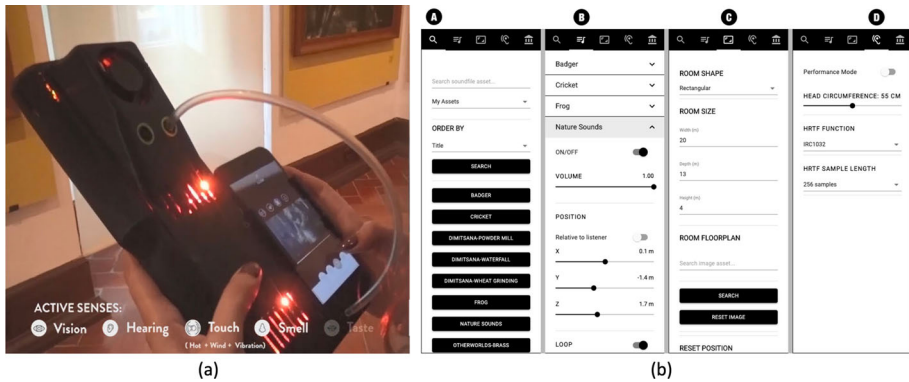 ACTIVE SENSES:
Vision Hearing Touch Smell Taste
(Hot + Wind + Vibration)
(a)
A
Search soundfile asset...
My Assets
ORDER BY
Title
SEARCH
BADGER
CRICKET
DIMITSANA-POWDER MILL
DIMITSANA-WATERFALL
DIMITSANA-WHEAT GRINDING
FROG
NATURE SOUNDS
OTHERWORLDS-BRASS
B
Badger
Cricket
Frog
Nature Sounds
ON/OFF
VOLUME 1.00
POSITION
Relative to listener
X 0.1 m
Y -1.4 m
Z 1.7 m
LOOP
C
ROOM SHAPE
Rectangular
ROOM SIZE
Width (m)
20
Depth (m)
13
Height (m)
4
ROOM FLOORPLAN
Search image asset...
SEARCH
RESET IMAGE
RESET POSITION
D
Performance Mode
HEAD CIRCUMFERENCE: 55 CM
HRTF FUNCTION
IRC1032
HRTF SAMPLE LENGTH
256 samples
(b)